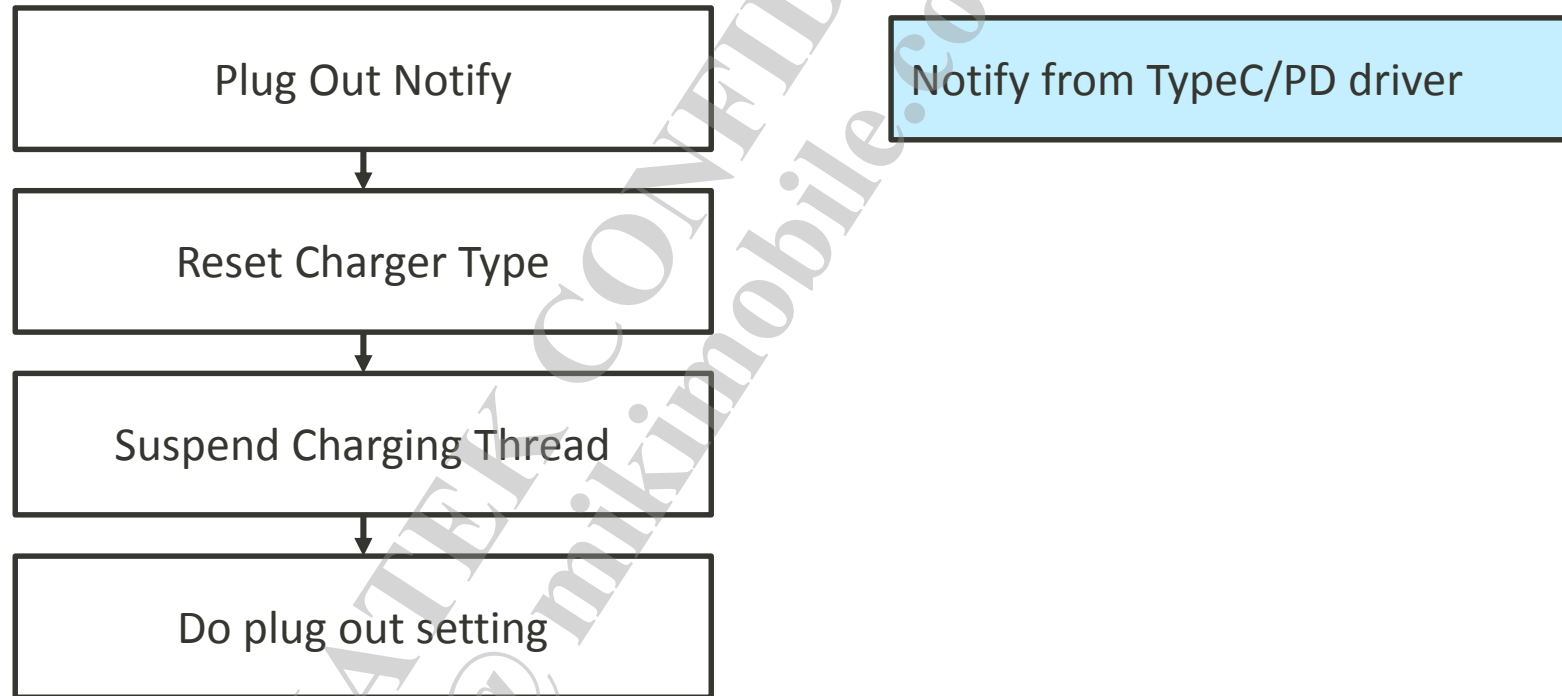 Plug Out Notify
Notify from TypeC/PD driver
Reset Charger Type
Suspend Charging Thread
Do plug out setting